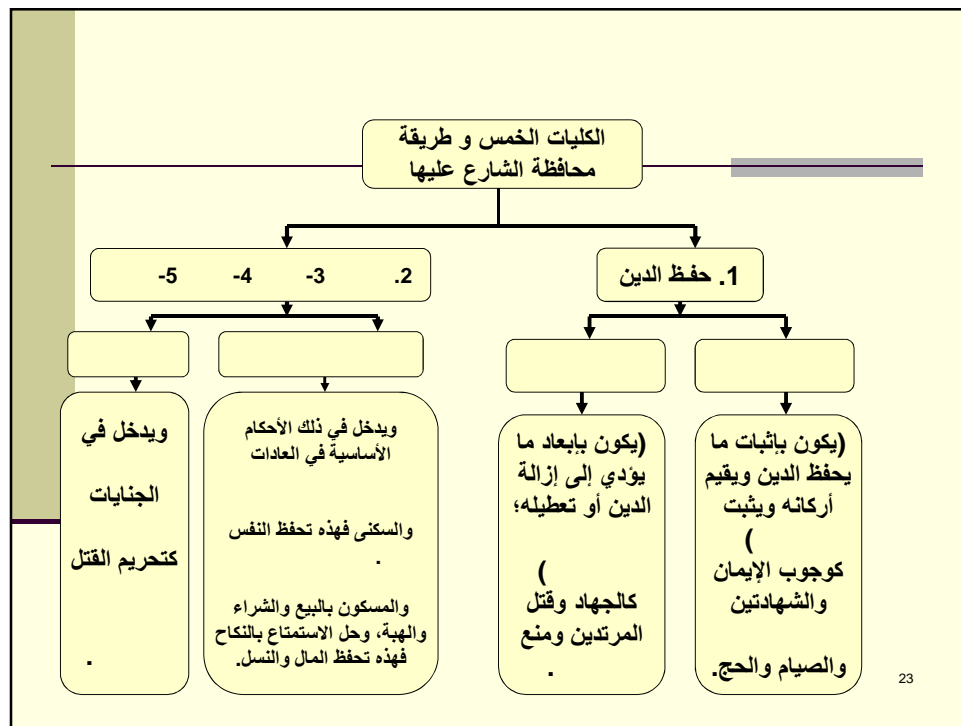 الكليات الخمس و طريقة
محافظة الشارع عليها
1. حفظ الدين
2. 3- 4- 5-
(يكون بإثبات ما
يحفظ الدين ويقيم
أركانه ويثبت
)
كوجوب الإيمان
والشهادتين
والصيام والحج.
(يكون بإبعاد ما
يؤدي إلى إزالة
الدين أو تعطيله؛
)
كالجهاد وقتل
المرتدين ومنع
.
ويدخل في ذلك الأحكام
الأساسية في العادات
والسكنى فهذه تحفظ النفس
.
والمسكون بالبيع والشراء
والهبة، وحل الاستمتاع بالنكاح
فهذه تحفظ المال والنسل.
ويدخل في
الجنايات
كتحريم القتل
.
23